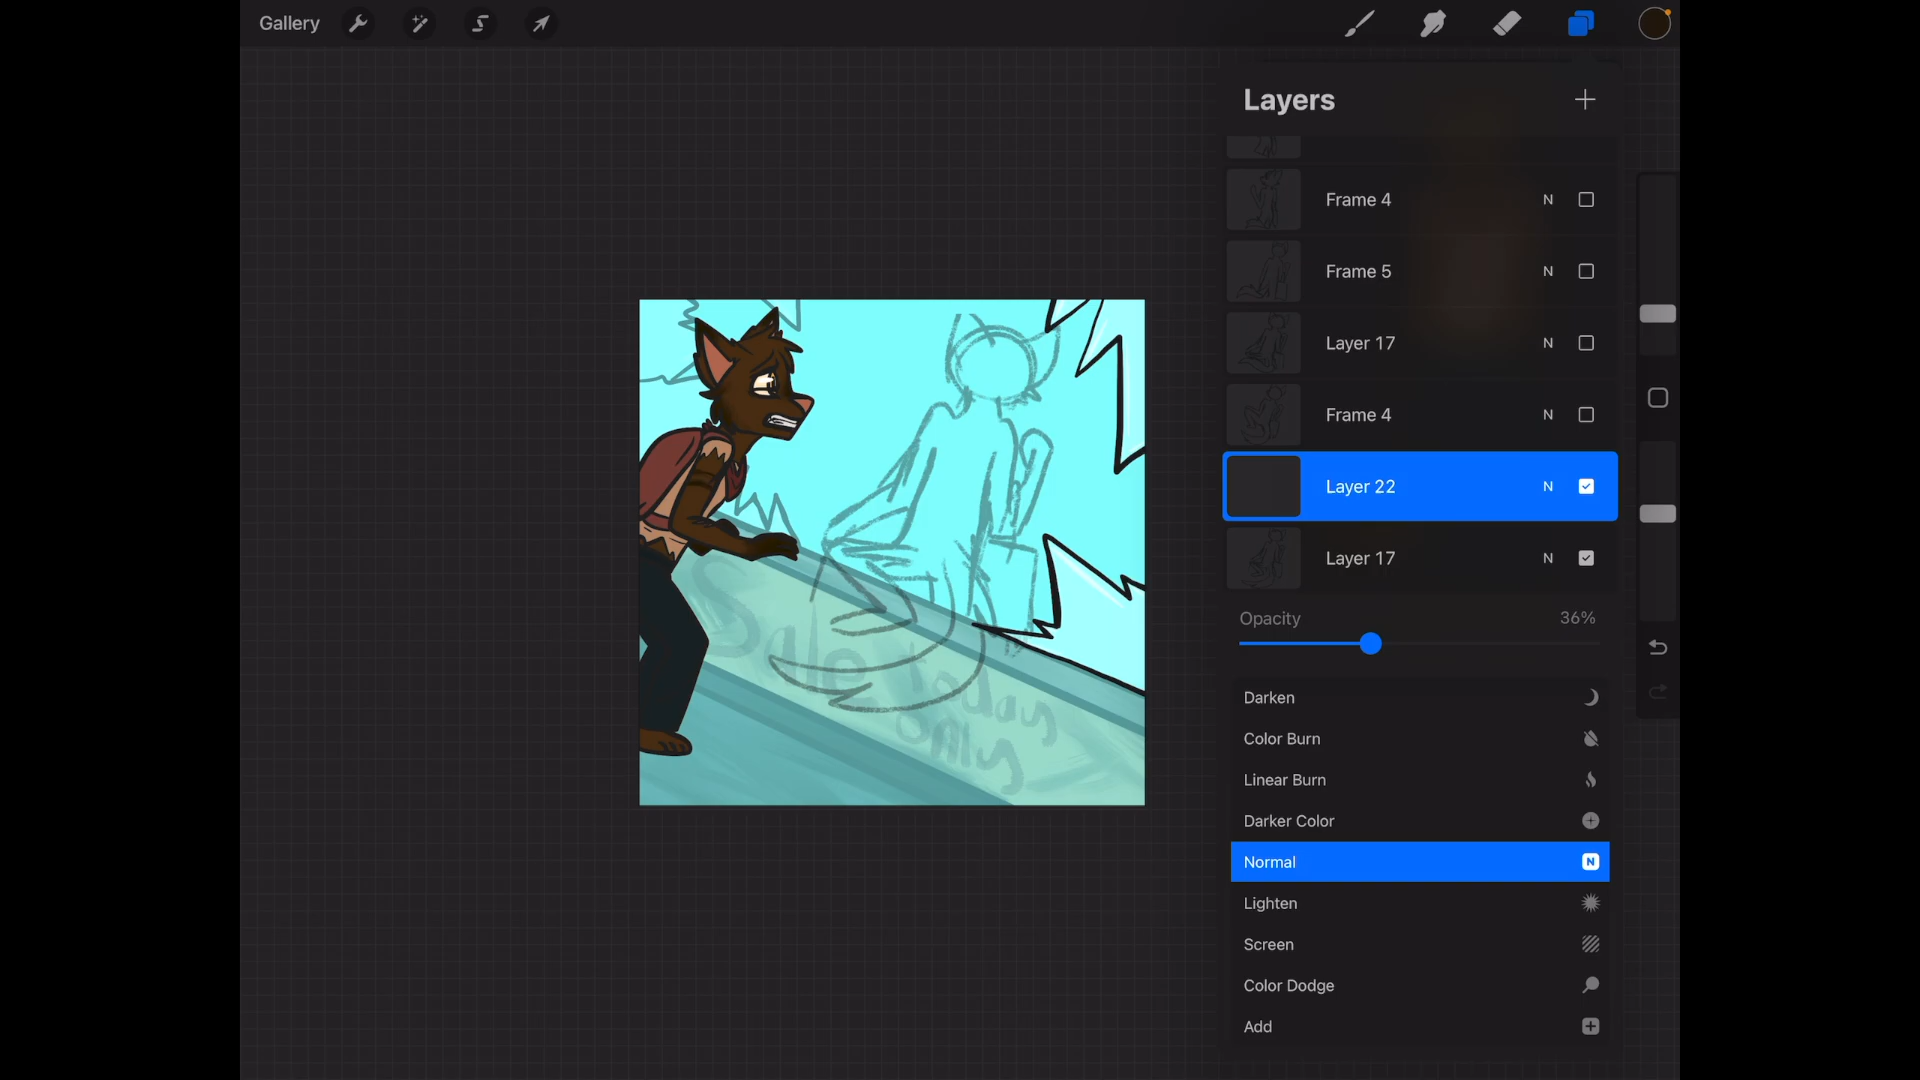 Gallery
Layers
Frame 4 N
Frame 5 N
Layer 17 N
Frame 4 N
Layer 22 N
Layer 17 N
Opacity 36%
Darken
Color Burn
Linear Burn
Darker Color
Normal N
Lighten
Screen
Color Dodge
Add
Sale today
only